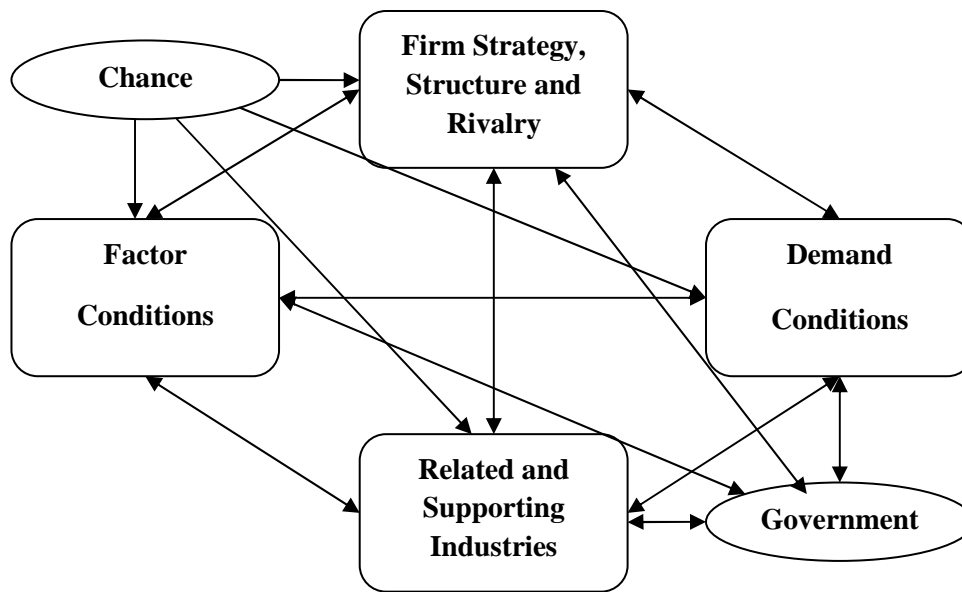 Firm Strategy,
Structure and
Rivalry
Chance
Factor
Conditions
Demand
Conditions
Related and
Supporting
Industries
Government